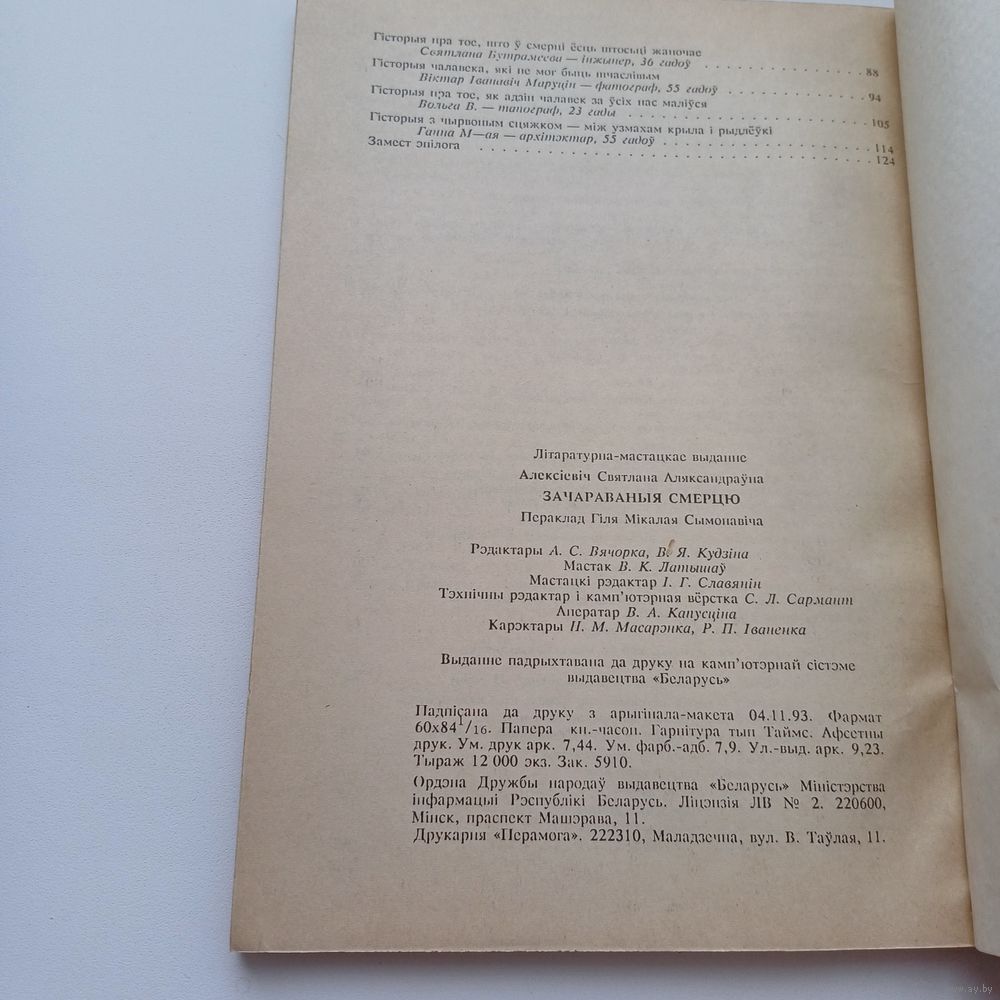 Гісторыя пра тое, што ў смерці ёсць штосьці жаночае
Святлана Бутрамеева — інжынер, 36 гадоў . . . . . . . . . . . 88
Гісторыя чалавека, які не мог быць шчаслівым
Віктар Іванавіч Маруцін — фатограф, 55 гадоў . . . . . . . . . . 94
Гісторыя пра тое, як адзін чалавек за ўсіх нас маліўся
Вольга В. — тапограф, 23 гады . . . . . . . . . . . . . . . 105
Гісторыя з чырвоным сцяжком — між узмахам крыла і рыдлёўкі
Ганна М—ая — архітэктар, 55 гадоў . . . . . . . . . . . . . 114
Замест эпілога . . . . . . . . . . . . . . . . . . . . . . . 124
Літаратурна-мастацкае выданне
Алексіевіч Святлана Аляксандраўна
ЗАЧАРАВАНЫЯ СМЕРЦЮ
Пераклад Гіля Мікалая Сымонавіча
Рэдактары А. С. Вячорка, В. Я. Кудзіна
Мастак В. К. Латышаў
Мастацкі рэдактар І. Г. Славянін
Тэхнічны рэдактар і камп'ютэрная вёрстка С. Л. Сармант
Аператар В. А. Капусціна
Карэктары Н. М. Масарэнка, Р. П. Іваненка
Выданне падрыхтавана да друку на камп'ютэрнай сістэме
выдавецтва «Беларусь»
Падпісана да друку з арыгінала-макета 04.11.93. Фармат
60х84 1/16. Папера кн.-часоп. Гарнітура тып Таймс. Афсетны
друк. Ум. друк арк. 7,44. Ум. фарб.-адб. 7,9. Ул.-выд. арк. 9,23.
Тыраж 12 000 экз. Зак. 5910.
Ордэна Дружбы народаў выдавецтва «Беларусь» Міністэрства
інфармацыі Рэспублікі Беларусь. Ліцэнзія ЛВ № 2. 220600,
Мінск, праспект Машэрава, 11.
Друкарня «Перамога». 222310, Маладзечна, вул. В. Таўлая, 11.
www.ay.by